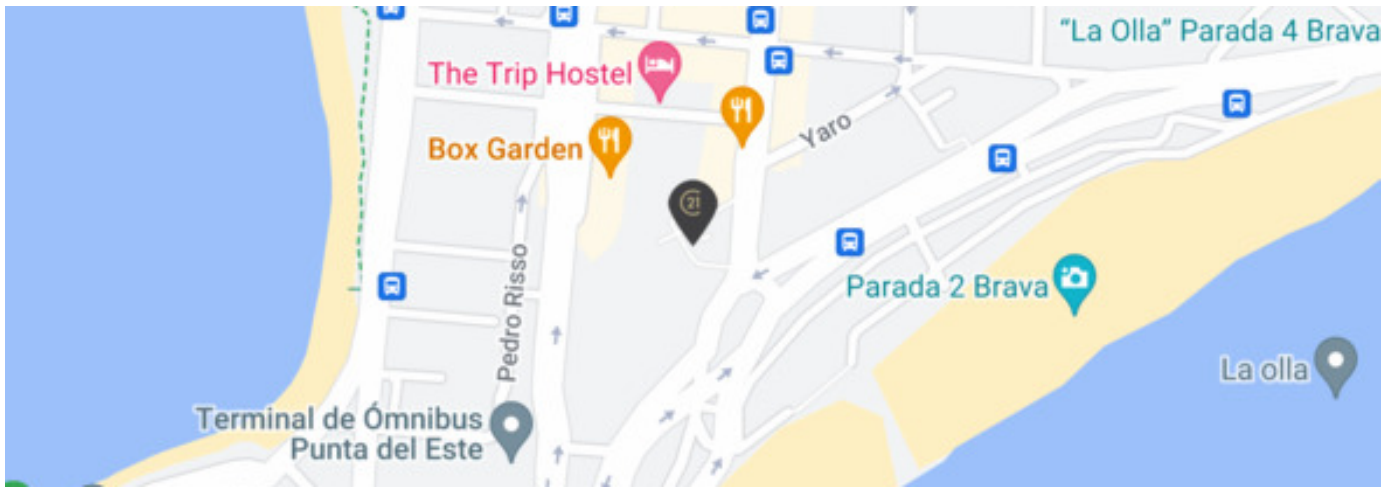 "La Olla" Parada 4 Brava
The Trip Hostel
Yaro
Box Garden
21
Pedro Risso
Parada 2 Brava
La olla
Terminal de Ómnibus
Punta del Este